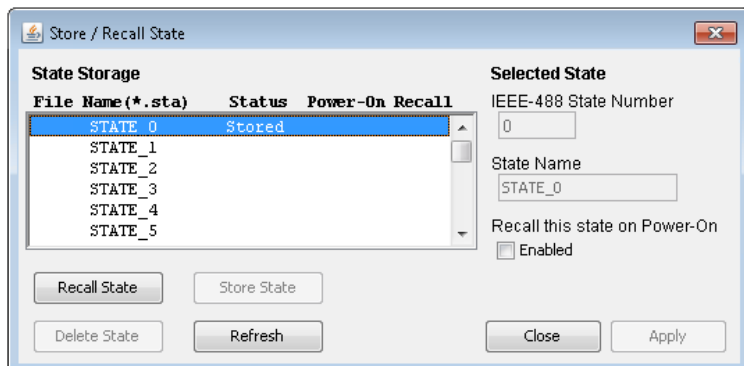 Store / Recall State
State Storage
File Name(*.sta) Status Power-On Recall
STATE_0 Stored
STATE_1
STATE_2
STATE_3
STATE_4
STATE_5
Recall State Store State
Delete State Refresh
Selected State
IEEE-488 State Number
0
State Name
STATE_0
Recall this state on Power-On
Enabled
Close Apply